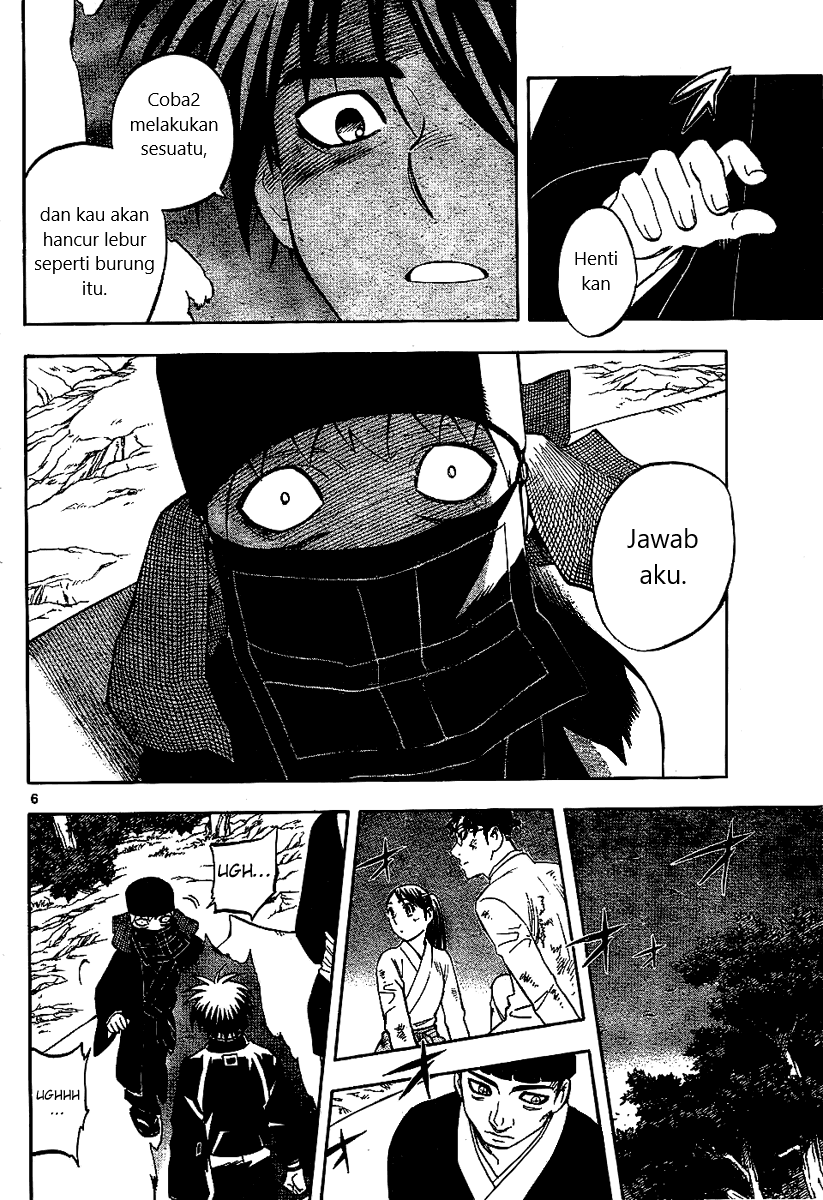 Henti
kan
Coba2
melakukan
sesuatu,
dan kau akan
hancur lebur
seperti burung
itu.
Jawab
aku.
6
UGH...
UGHHH
...